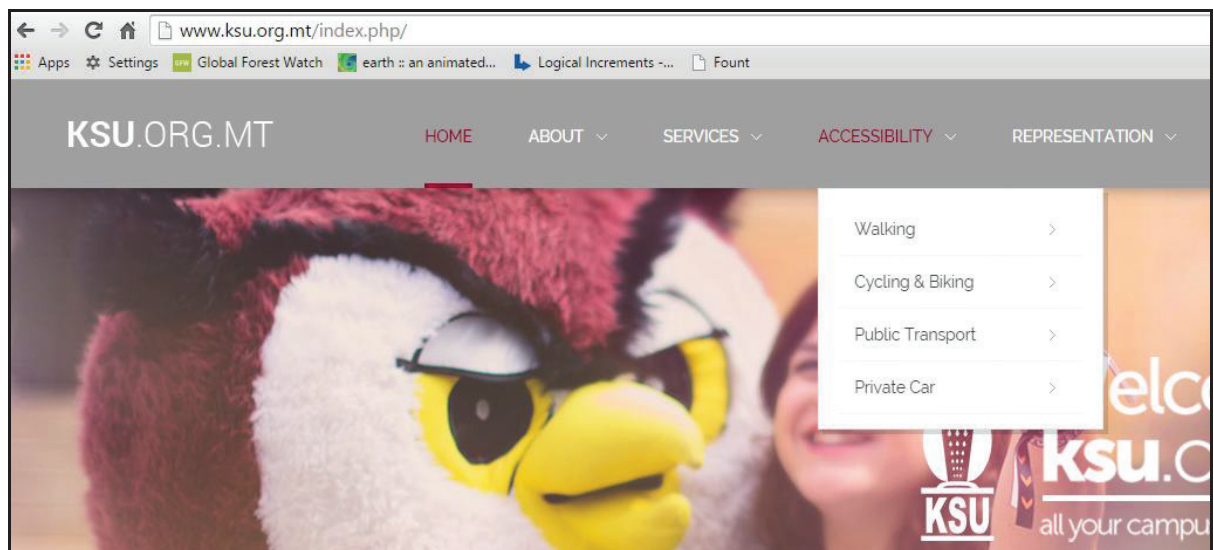 www.ksu.org.mt/index.php/
Apps Settings GFW Global Forest Watch earth :: an animated... Logical Increments -... Fount
KSU.ORG.MT HOME ABOUT SERVICES ACCESSIBILITY REPRESENTATION
Walking
Cycling & Biking
Public Transport
Private Car
ksu.
KSU
all your